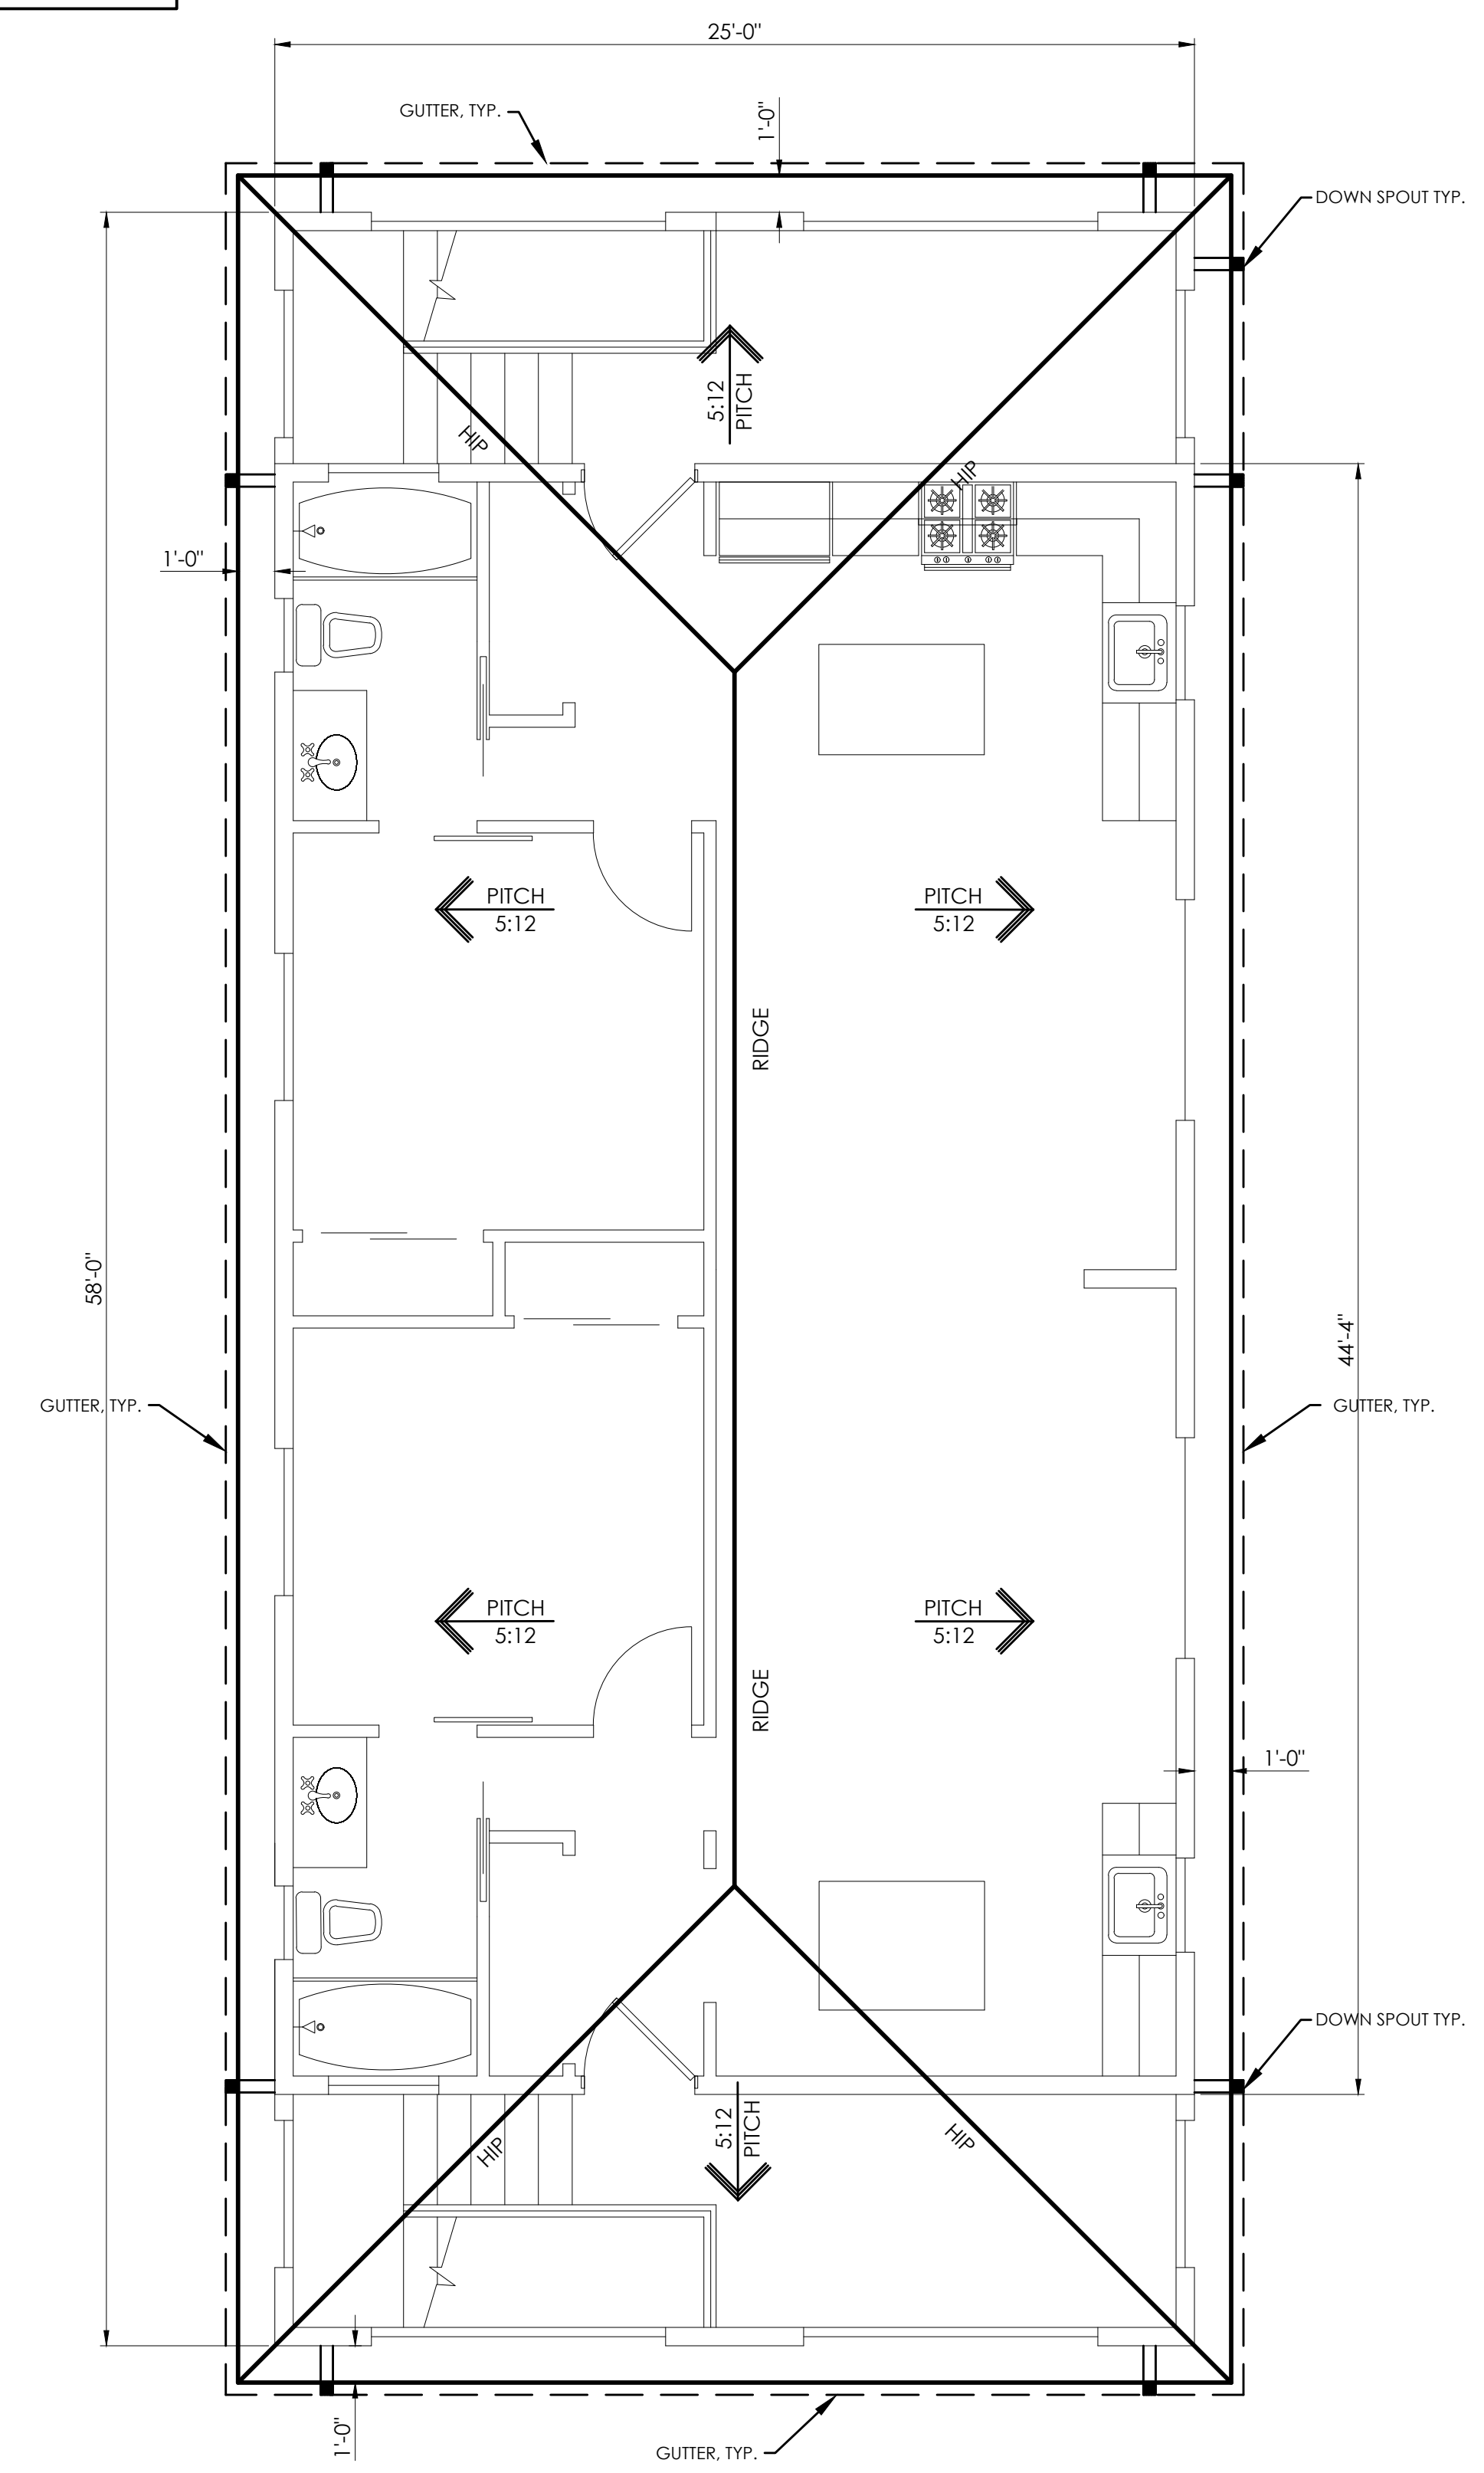 25'-0"
GUTTER, TYP.
1'-0"
DOWN SPOUT TYP.
5:12
PITCH
HIP
HIP
1'-0"
PITCH
5:12
PITCH
5:12
RIDGE
58'-0"
44'-4"
GUTTER, TYP.
GUTTER, TYP.
PITCH
5:12
PITCH
5:12
RIDGE
1'-0"
DOWN SPOUT TYP.
5:12
PITCH
HIP
HIP
1'-0"
GUTTER, TYP.